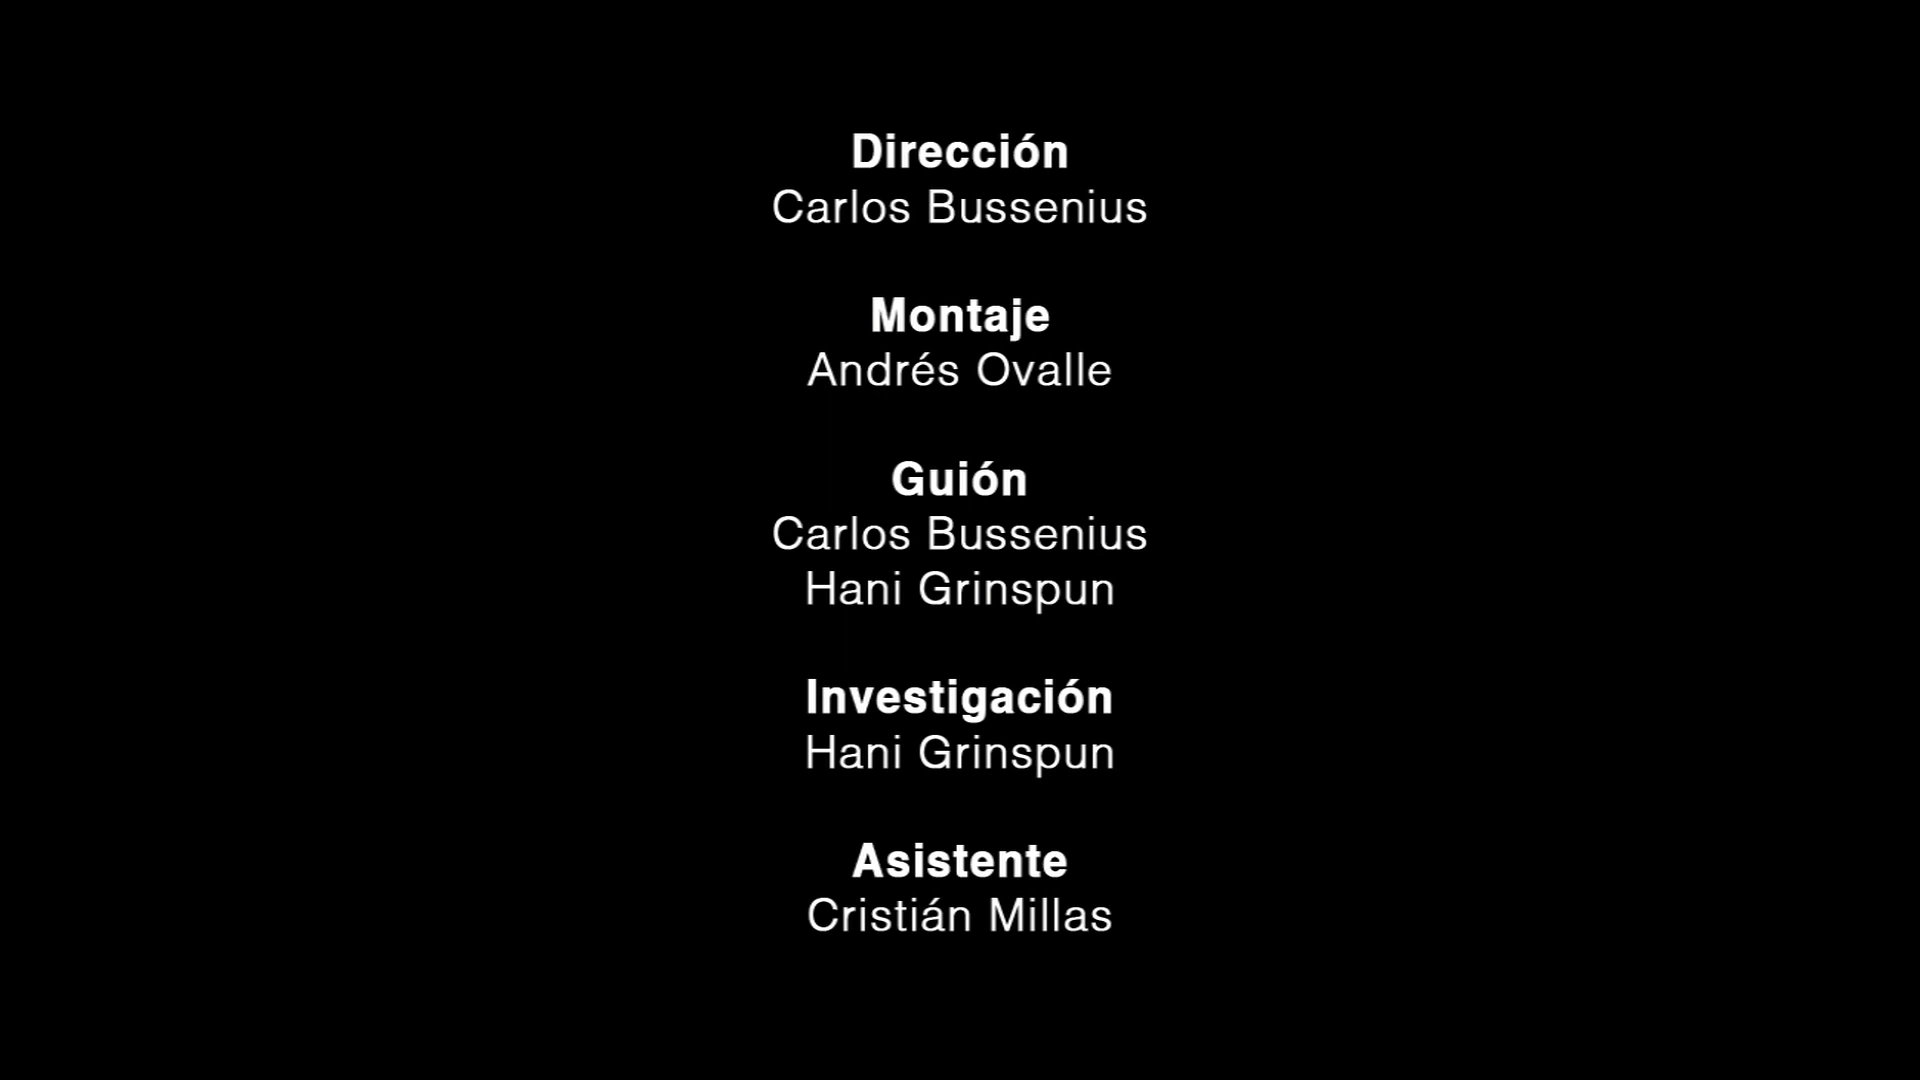 Dirección
Carlos Bussenius
Montaje
Andrés Ovalle
Guión
Carlos Bussenius
Hani Grinspun
Investigación
Hani Grinspun
Asistente
Cristián Millas